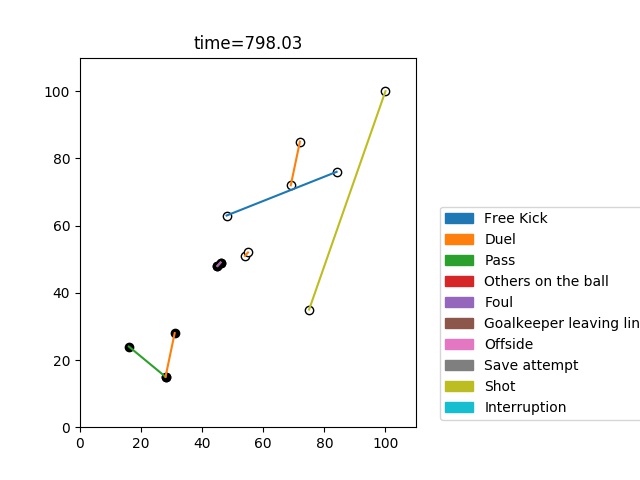 time=798.03
100
80
60
40
20
0
0 20 40 60 80 100
Free Kick
Duel
Pass
Others on the ball
Foul
Goalkeeper leaving lin
Offside
Save attempt
Shot
Interruption